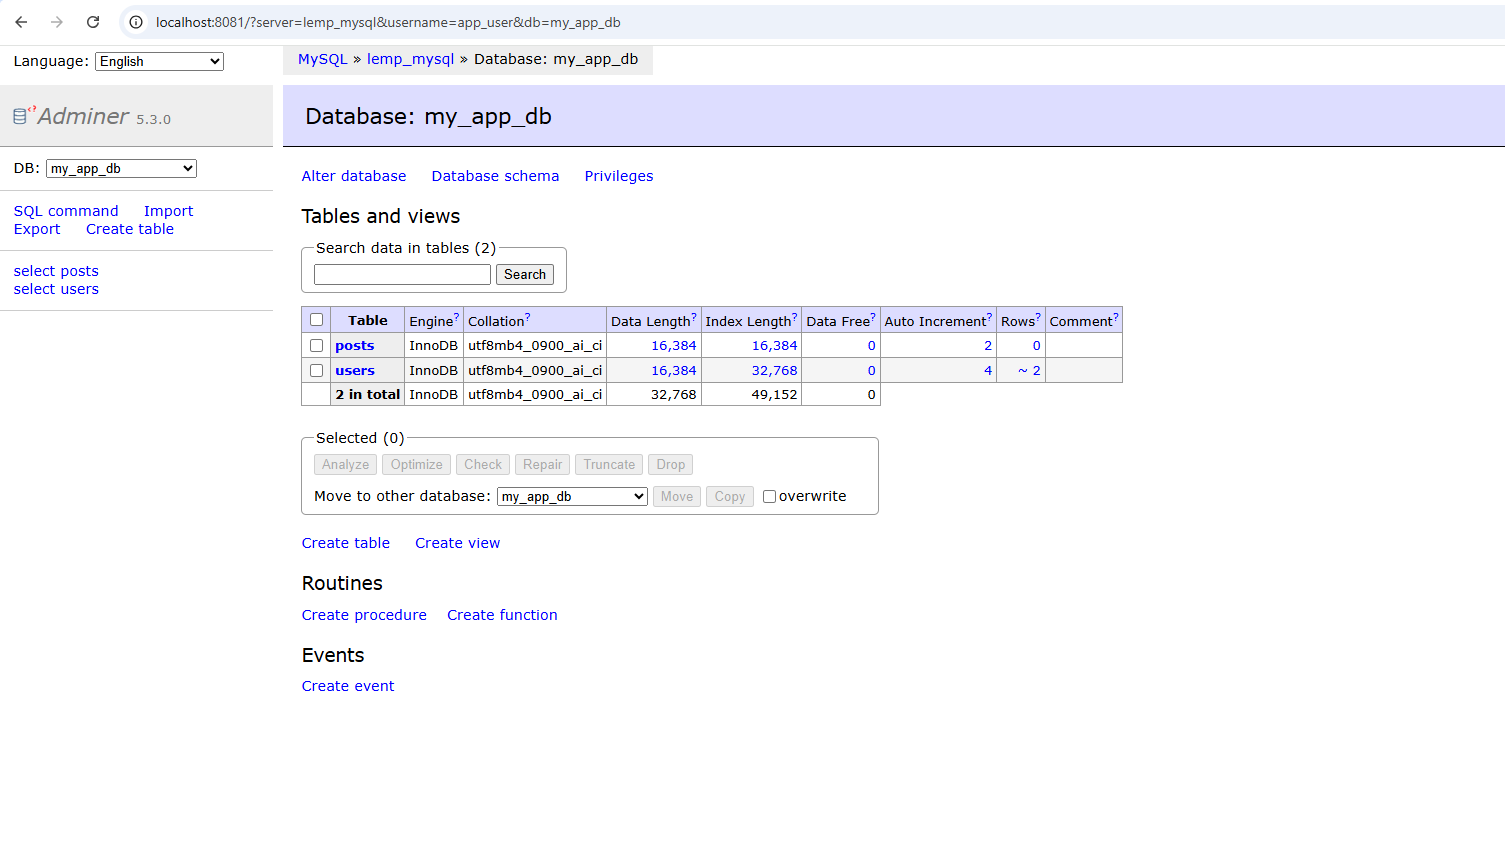 localhost:8081/?server=lemp_mysql&username=app_user&db=my_app_db
Language: English
MySQL » lemp_mysql » Database: my_app_db
Adminer 5.3.0
Database: my_app_db
DB: my_app_db
Alter database Database schema Privileges
SQL command Import
Export Create table
select posts
select users
Tables and views
Search data in tables (2)
Search
Table Engine? Collation? Data Length? Index Length? Data Free? Auto Increment? Rows? Comment?
posts InnoDB utf8mb4_0900_ai_ci 16,384 16,384 0 2 0
users InnoDB utf8mb4_0900_ai_ci 16,384 32,768 0 4 ~ 2
2 in total InnoDB utf8mb4_0900_ai_ci 32,768 49,152 0
Selected (0)
Analyze Optimize Check Repair Truncate Drop
Move to other database: my_app_db Move Copy overwrite
Create table Create view
Routines
Create procedure Create function
Events
Create event